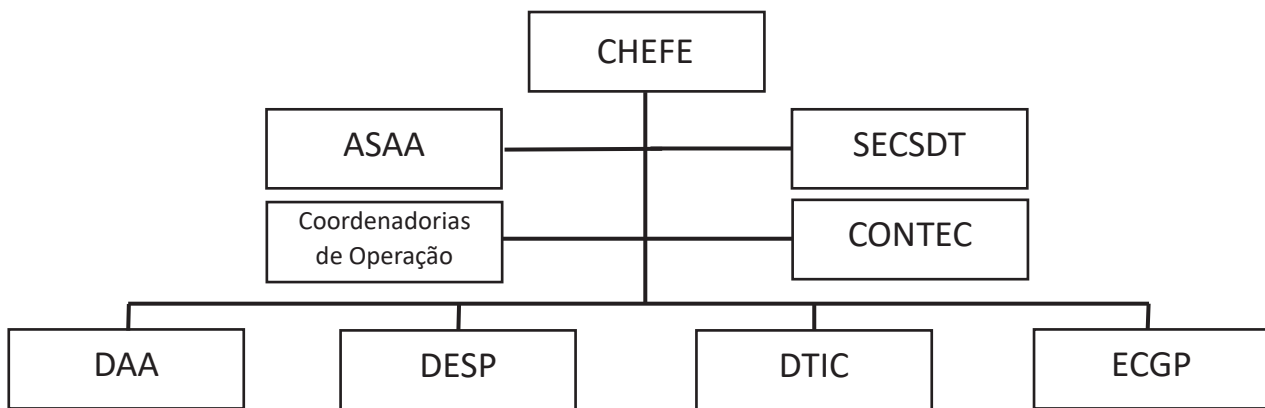 CHEFE
ASAA
SECSDT
Coordenadorias
de Operação
CONTEC
DAA
DESP
DTIC
ECGP